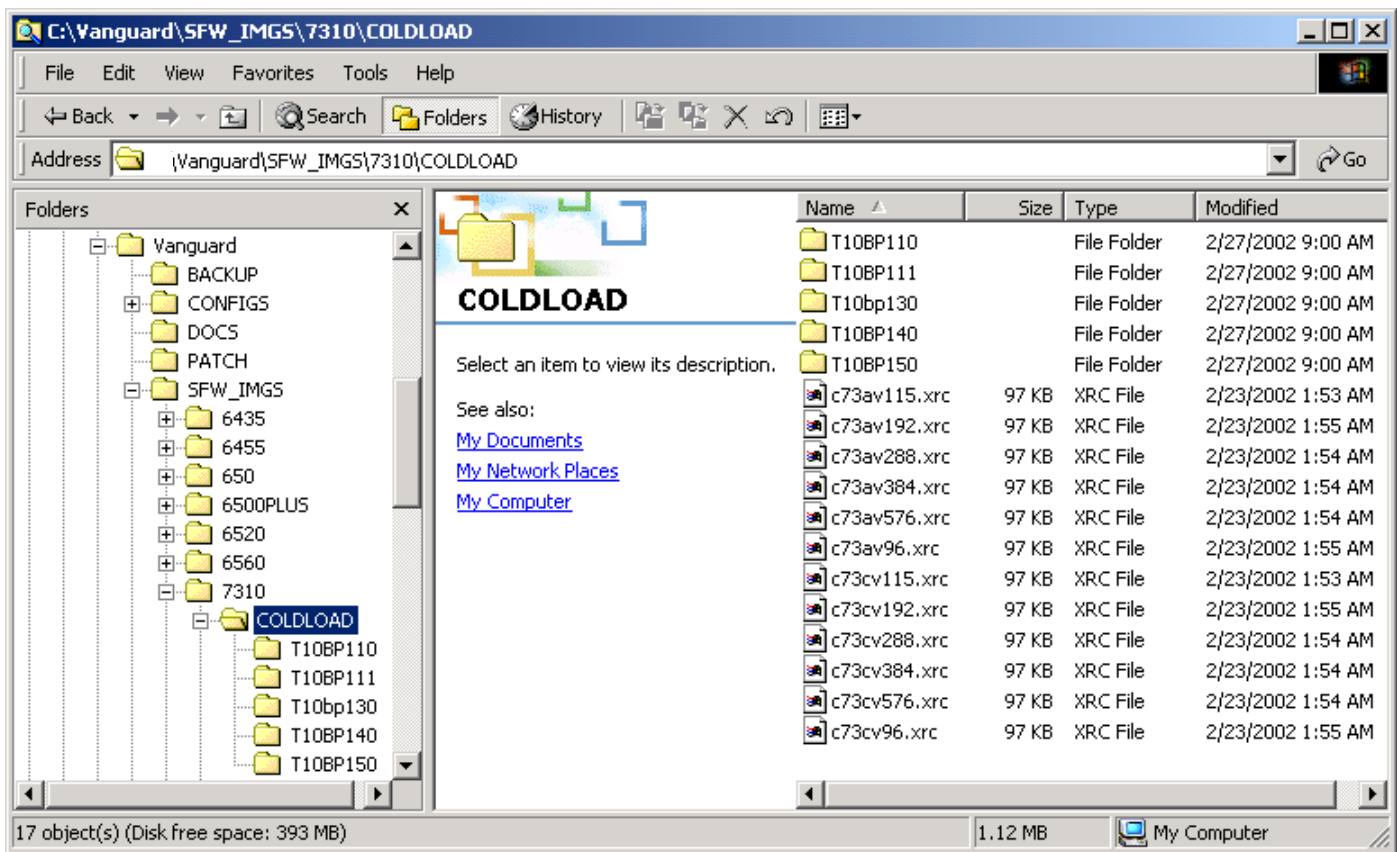 C:\Vanguard\SFW_IMGS\7310\COLDLOAD
File Edit View Favorites Tools Help
Back Search Folders History
Address \Vanguard\SFW_IMGS\7310\COLDLOAD Go
Folders
Vanguard
BACKUP
CONFIGS
DOCS
PATCH
SFW_IMGS
6435
6455
650
6500PLUS
6520
6560
7310
COLDLOAD
T10BP110
T10BP111
T10bp130
T10BP140
T10BP150
COLDLOAD
Select an item to view its description.
See also:
My Documents
My Network Places
My Computer
Name Size Type Modified
T10BP110 File Folder 2/27/2002 9:00 AM
T10BP111 File Folder 2/27/2002 9:00 AM
T10bp130 File Folder 2/27/2002 9:00 AM
T10BP140 File Folder 2/27/2002 9:00 AM
T10BP150 File Folder 2/27/2002 9:00 AM
c73av115.xrc 97 KB XRC File 2/23/2002 1:53 AM
c73av192.xrc 97 KB XRC File 2/23/2002 1:55 AM
c73av288.xrc 97 KB XRC File 2/23/2002 1:54 AM
c73av384.xrc 97 KB XRC File 2/23/2002 1:54 AM
c73av576.xrc 97 KB XRC File 2/23/2002 1:54 AM
c73av96.xrc 97 KB XRC File 2/23/2002 1:55 AM
c73cv115.xrc 97 KB XRC File 2/23/2002 1:53 AM
c73cv192.xrc 97 KB XRC File 2/23/2002 1:55 AM
c73cv288.xrc 97 KB XRC File 2/23/2002 1:54 AM
c73cv384.xrc 97 KB XRC File 2/23/2002 1:54 AM
c73cv576.xrc 97 KB XRC File 2/23/2002 1:54 AM
c73cv96.xrc 97 KB XRC File 2/23/2002 1:55 AM
17 object(s) (Disk free space: 393 MB) 1.12 MB My Computer